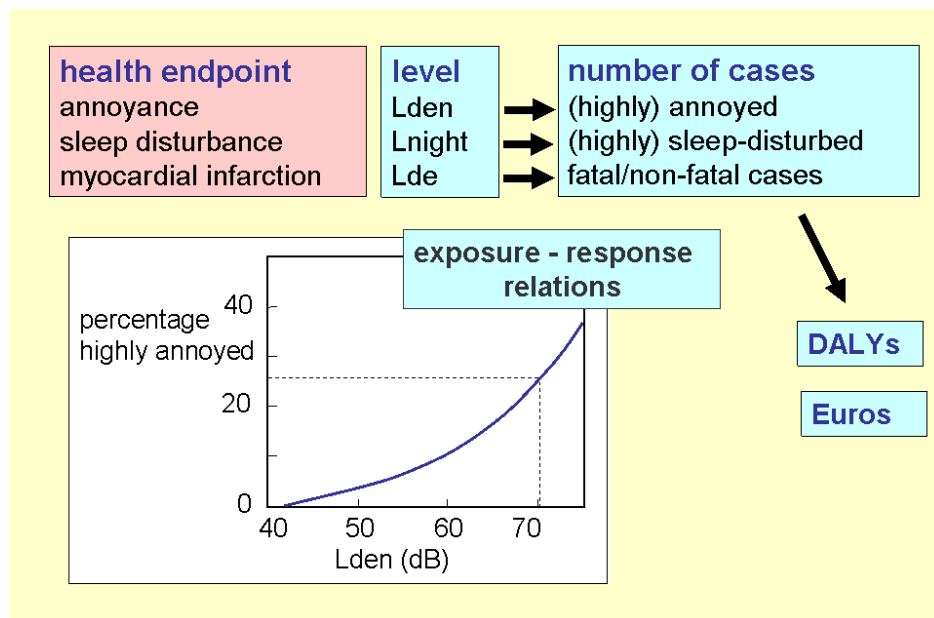 health endpoint
annoyance
sleep disturbance
myocardial infarction
level
Lden
Lnight
Lde
number of cases
(highly) annoyed
(highly) sleep-disturbed
fatal/non-fatal cases
exposure - response
relations
percentage
highly annoyed
40
20
0
40 50 60 70
Lden (dB)
DALYs
Euros